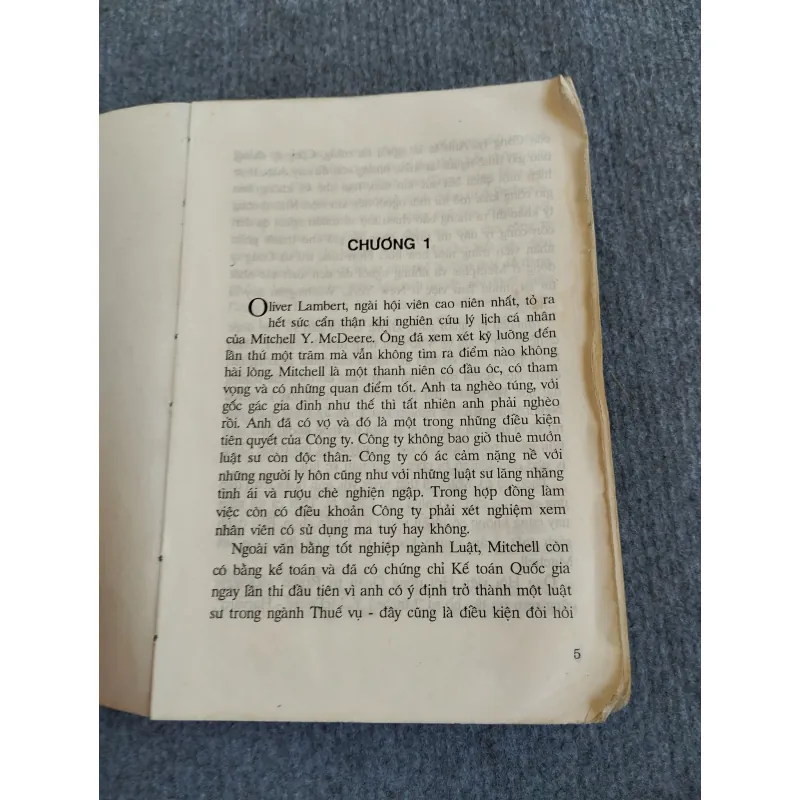 CHƯƠNG 1
Oliver Lambert, ngài hội viên cao niên nhất, tỏ ra
hết sức cẩn thận khi nghiên cứu lý lịch cá nhân
của Mitchell Y. McDeere. Ông đã xem xét kỹ lưỡng đến
lần thứ một trăm mà vẫn không tìm ra điểm nào không
hài lòng. Mitchell là một thanh niên có đầu óc, có tham
vọng và có những quan điểm tốt. Anh ta nghèo túng, với
gốc gác gia đình như thế thì tất nhiên anh phải nghèo
rồi. Anh đã có vợ và đó là một trong những điều kiện
tiên quyết của Công ty. Công ty không bao giờ thuê mướn
luật sư còn độc thân. Công ty có ác cảm nặng nề với
những người ly hôn cũng như với những luật sư lăng nhăng
tình ái và rượu chè nghiện ngập. Trong hợp đồng làm
việc còn có điều khoản Công ty phải xét nghiệm xem
nhân viên có sử dụng ma tuý hay không.
Ngoài văn bằng tốt nghiệp ngành Luật, Mitchell còn
có bằng kế toán và đã có chứng chỉ Kế toán Quốc gia
ngay lần thi đầu tiên vì anh có ý định trở thành một luật
sư trong ngành Thuế vụ - đây cũng là điều kiện đòi hỏi
5